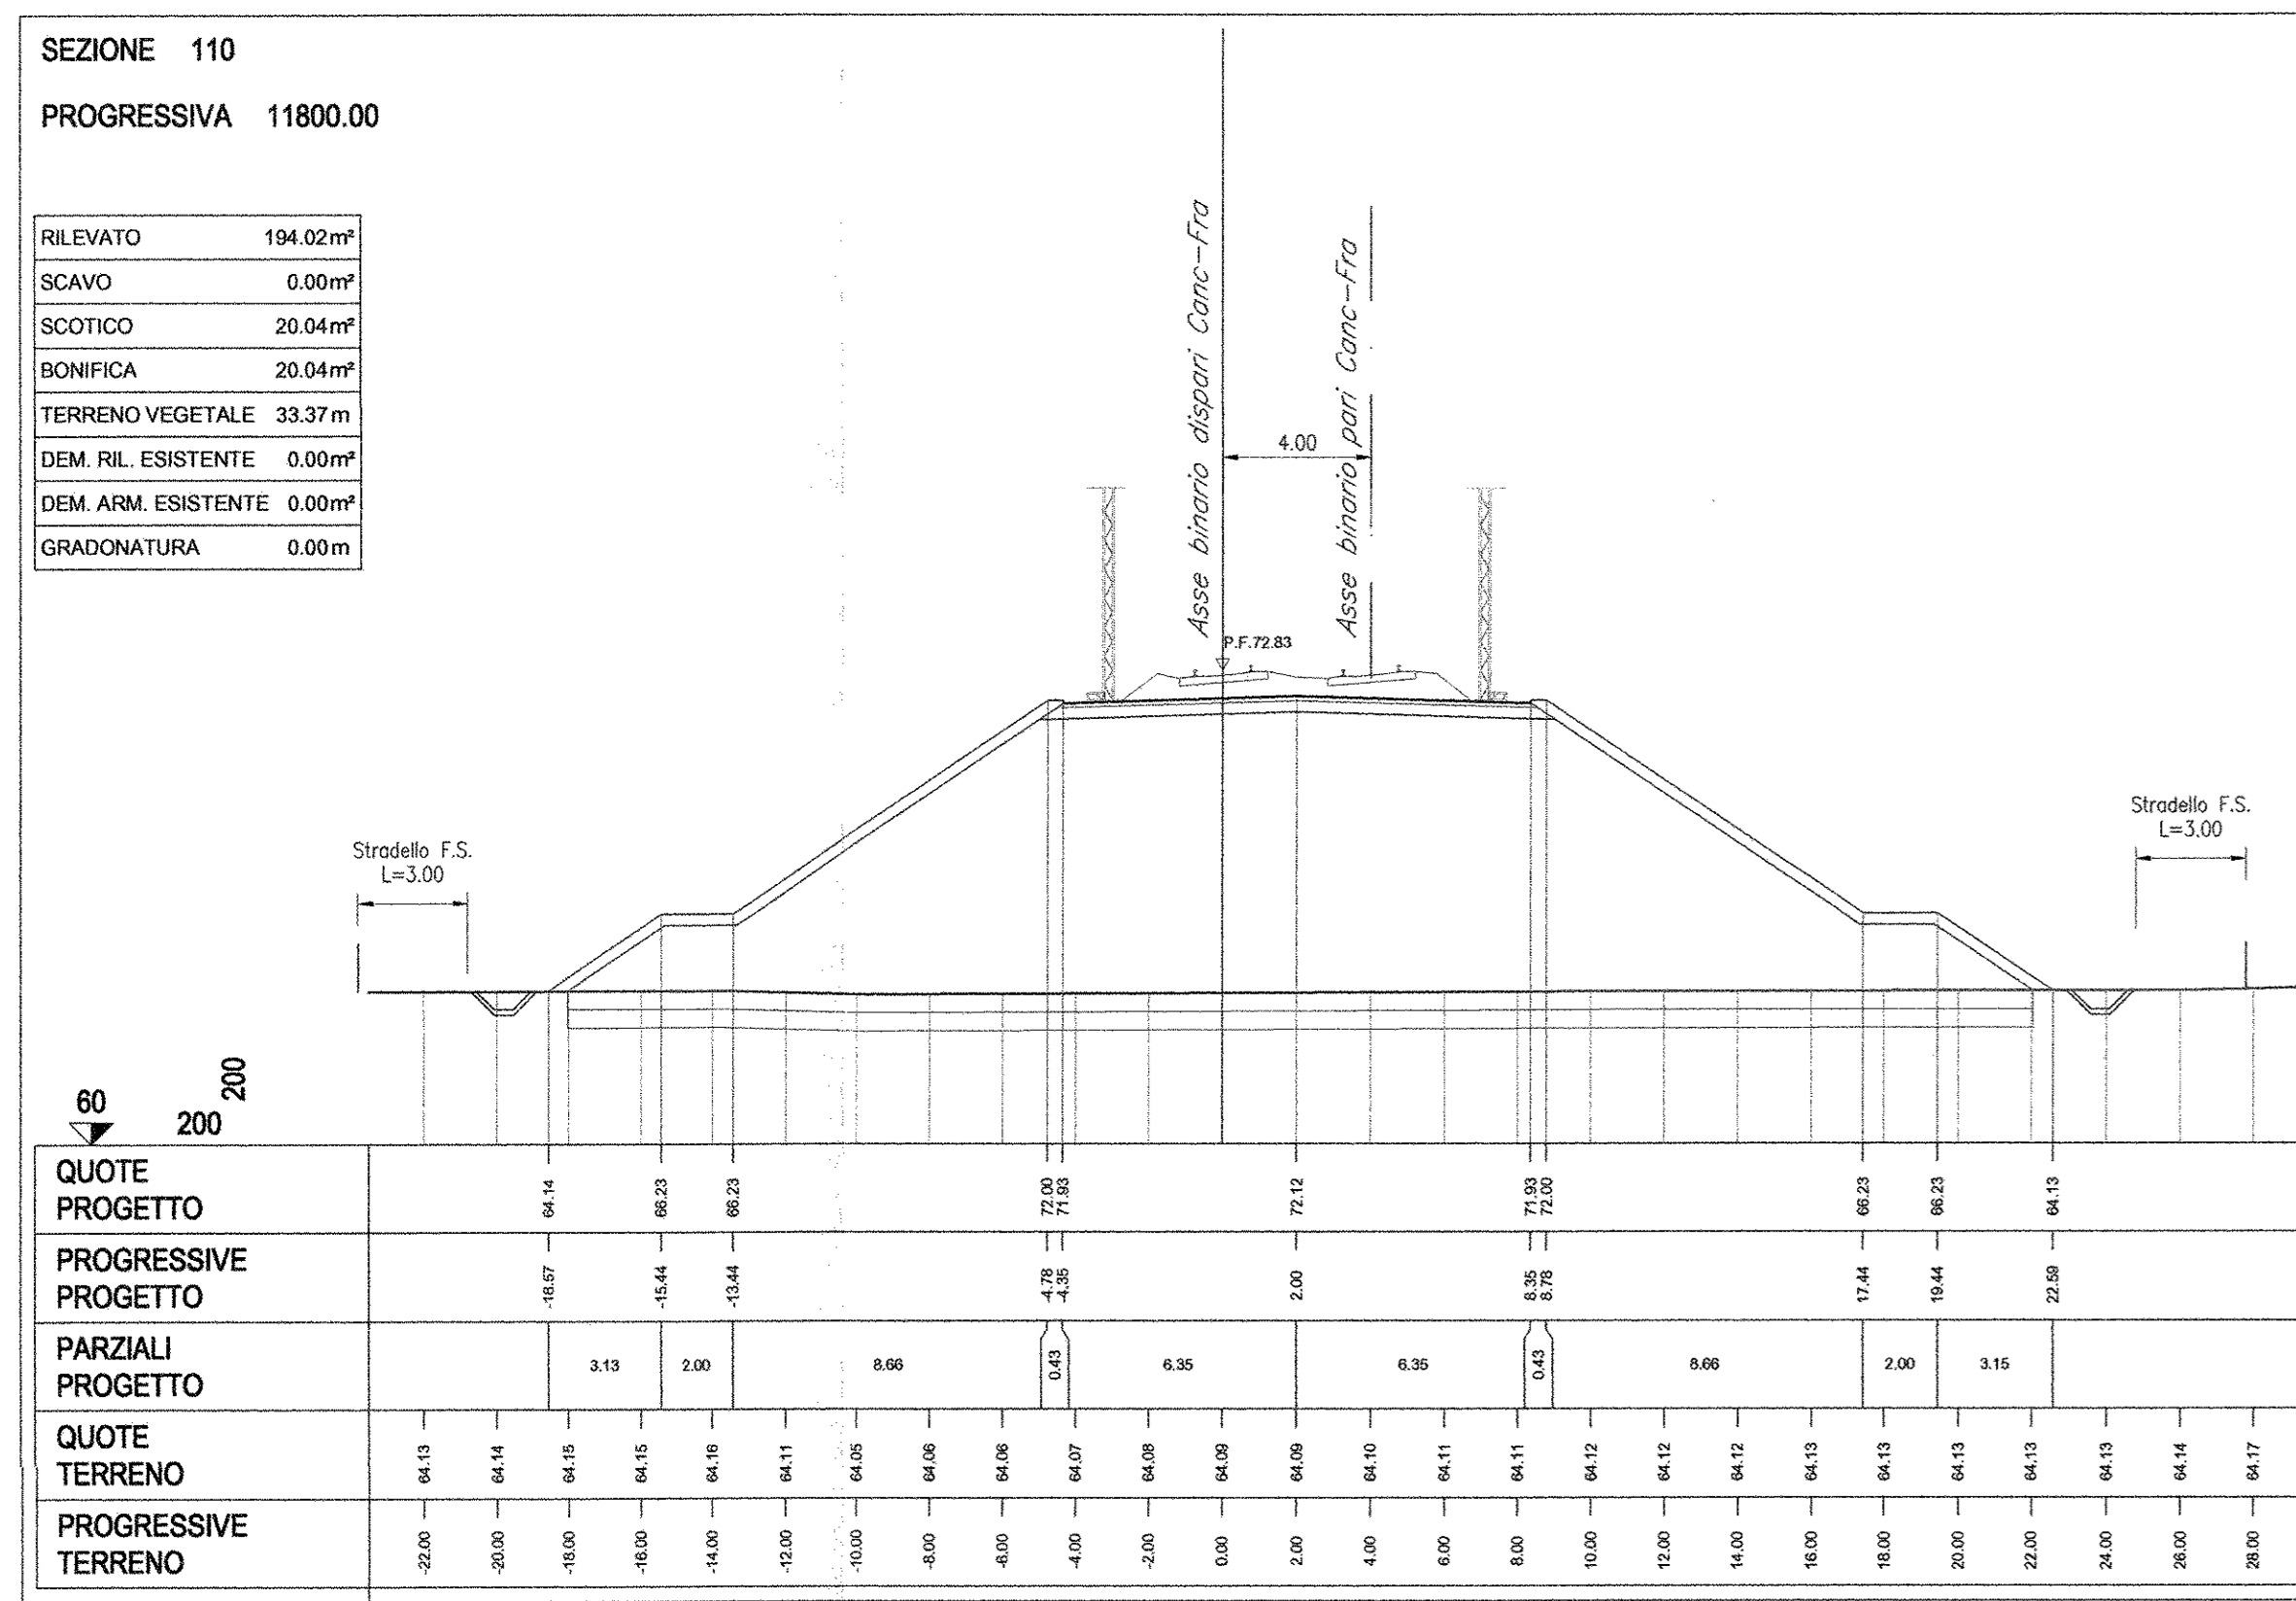 SEZIONE 110
PROGRESSIVA 11800.00
RILEVATO 194.02m²
SCAVO 0.00m²
SCOTICO 20.04m²
BONIFICA 20.04m²
TERRENO VEGETALE 33.37m
DEM. RIL. ESISTENTE 0.00m²
DEM. ARM. ESISTENTE 0.00m²
GRADONATURA 0.00m
Asse binario dispari Canc-Fra
Asse binario pari Canc-Fra
4.00
P.F.72.83
Stradello F.S.
L=3.00
Stradello F.S.
L=3.00
60
200
200
QUOTE
PROGETTO
64.14 66.23 66.23 72.00 71.93 72.12 71.93 72.00 66.23 66.23 64.13
PROGRESSIVE
PROGETTO
-18.57 -15.44 -13.44 -4.78 -4.35 2.00 8.35 8.78 17.44 19.44 22.59
PARZIALI
PROGETTO
3.13 2.00 8.66 0.43 6.35 6.35 0.43 8.66 2.00 3.15
QUOTE
TERRENO
64.13 64.14 64.15 64.15 64.16 64.11 64.05 64.06 64.06 64.07 64.08 64.09 64.09 64.10 64.11 64.11 64.12 64.12 64.12 64.13 64.13 64.13 64.13 64.13 64.14 64.17
PROGRESSIVE
TERRENO
-22.00 -20.00 -18.00 -16.00 -14.00 -12.00 -10.00 -8.00 -6.00 -4.00 -2.00 0.00 2.00 4.00 6.00 8.00 10.00 12.00 14.00 16.00 18.00 20.00 22.00 24.00 26.00 28.00